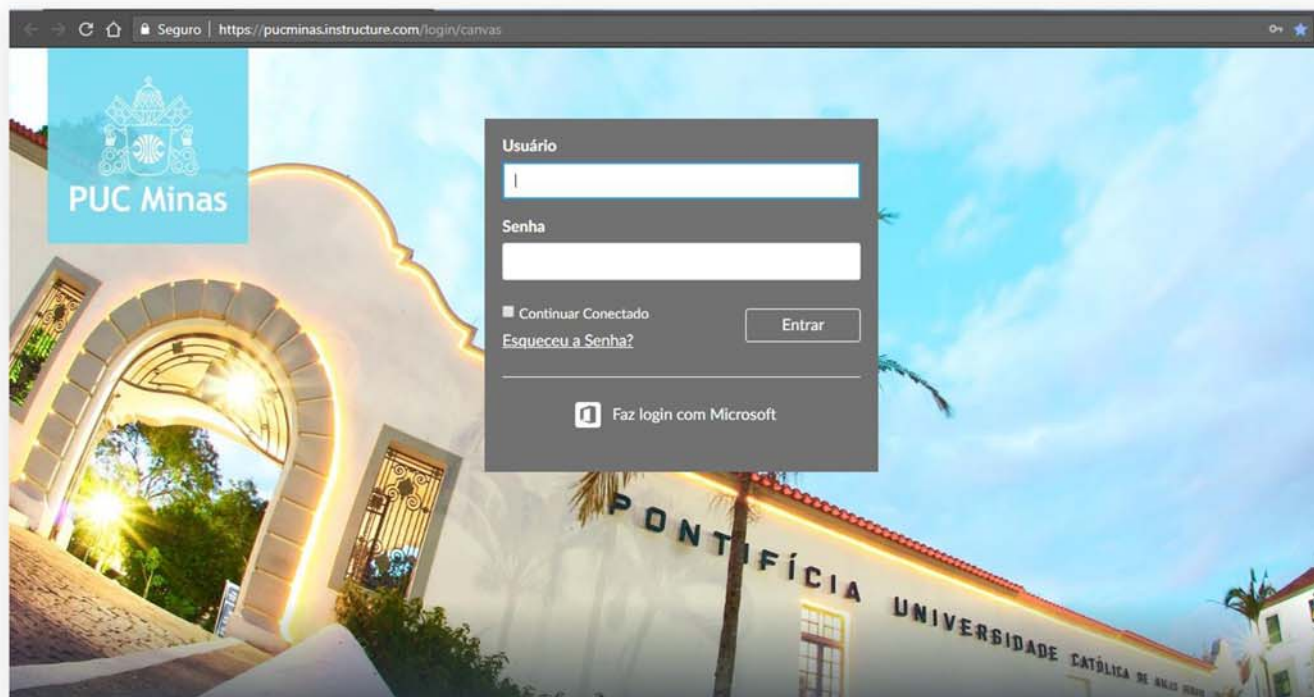 Seguro | https://pucminas.instructure.com/login/canvas
PUC Minas
Usuário
Senha
Continuar Conectado
Esqueceu a Senha?
Entrar
Faz login com Microsoft
PONTIFÍCIA UNIVERSIDADE CATÓLICA DE